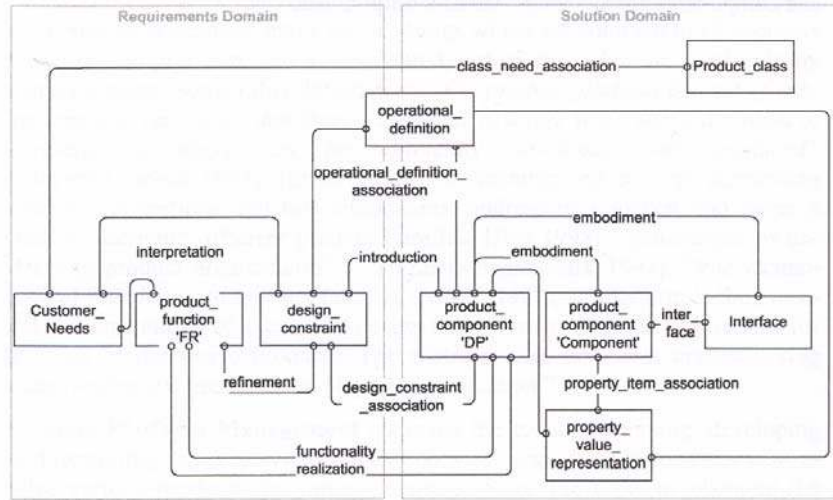 Requirements Domain
Solution Domain
class_need_association
Product_class
operational_
definition
operational_definition_
association
embodiment
interpretation
introduction
embodiment
Customer_
Needs
product_
function
'FR'
design_
constraint
product_
component
'DP'
product_
component
'Component'
inter_
face
Interface
refinement
design_constraint
_association
property_item_association
functionality
realization
property_
value_
representation